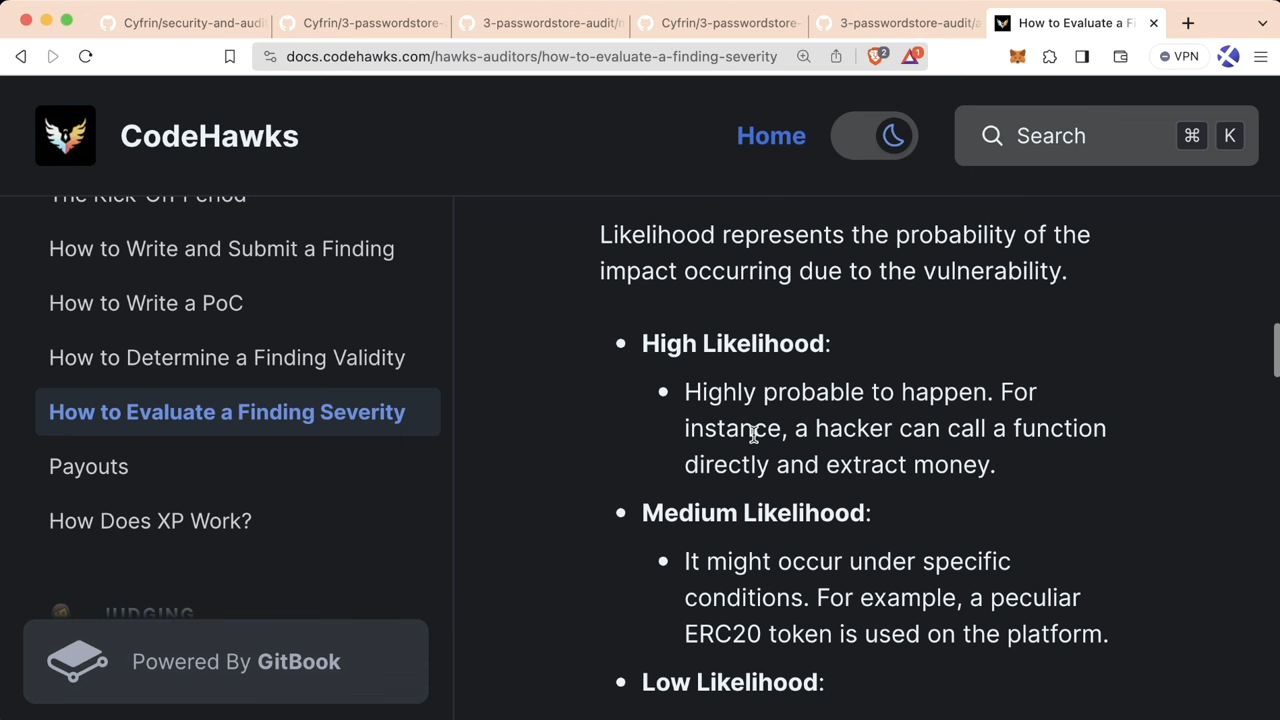 Cyfrin/security-and-audi
Cyfrin/3-passwordstore-
3-passwordstore-audit/
Cyfrin/3-passwordstore-
3-passwordstore-audit/
How to Evaluate a Fi
docs.codehawks.com/hawks-auditors/how-to-evaluate-a-finding-severity
2
1
VPN
CodeHawks
Home
Search
⌘ K
The Kick-Off Period
How to Write and Submit a Finding
How to Write a PoC
How to Determine a Finding Validity
How to Evaluate a Finding Severity
Payouts
How Does XP Work?
JUDGING
Powered By GitBook
Likelihood represents the probability of the
impact occurring due to the vulnerability.
• High Likelihood:
• Highly probable to happen. For
instance, a hacker can call a function
directly and extract money.
• Medium Likelihood:
• It might occur under specific
conditions. For example, a peculiar
ERC20 token is used on the platform.
• Low Likelihood: